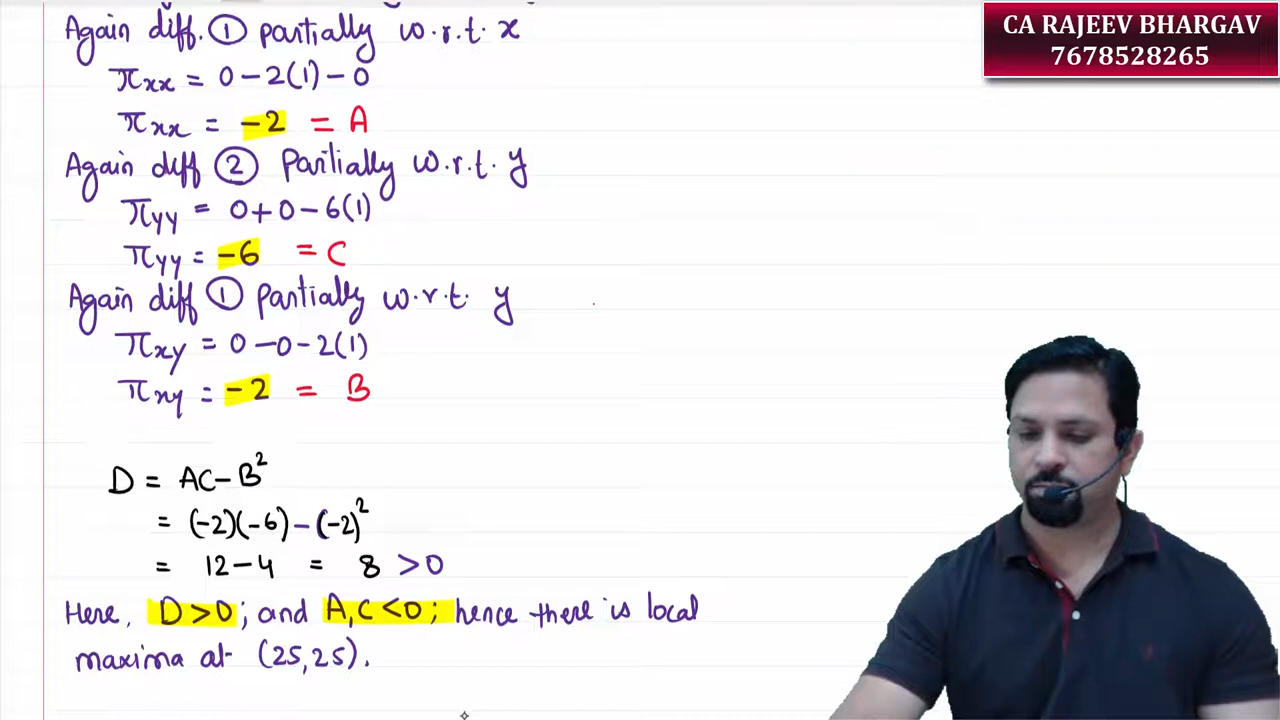 Again diff. ① partially w.r.t. x
πxx = 0 - 2(1) - 0
πxx = -2 = A
Again diff ② Partially w.r.t. y
πyy = 0 + 0 - 6(1)
πyy = -6 = C
Again diff ① partially w.r.t. y
πxy = 0 - 0 - 2(1)
πxy = -2 = B
D = AC - B²
= (-2)(-6) - (-2)²
= 12 - 4 = 8 > 0
Here, D > 0; and A, C < 0; hence there is local
maxima at (25, 25).
CA RAJEEV BHARGAV
7678528265